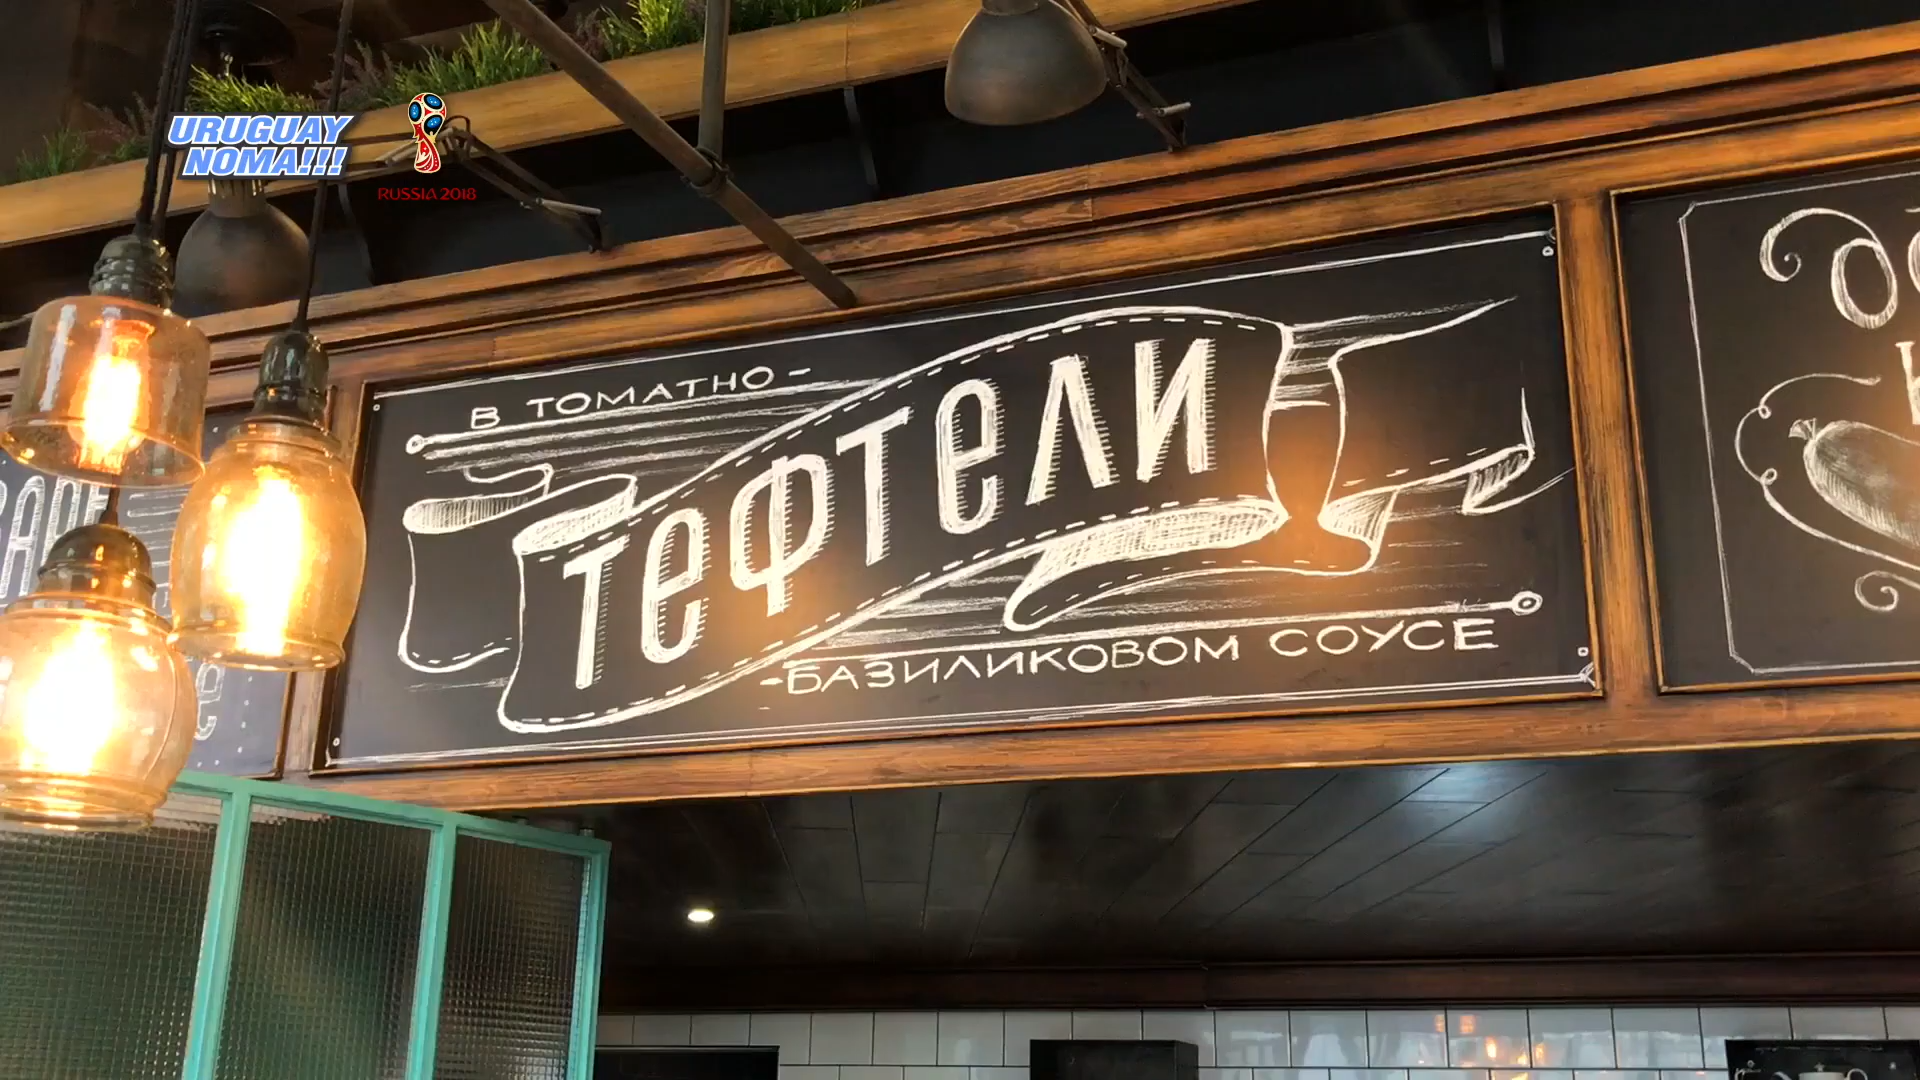 URUGUAY
NOMA!!!
RUSSIA 2018
В ТОМАТНО-
ТЕФТЕЛИ
-БАЗИЛИКОВОМ СОУСЕ